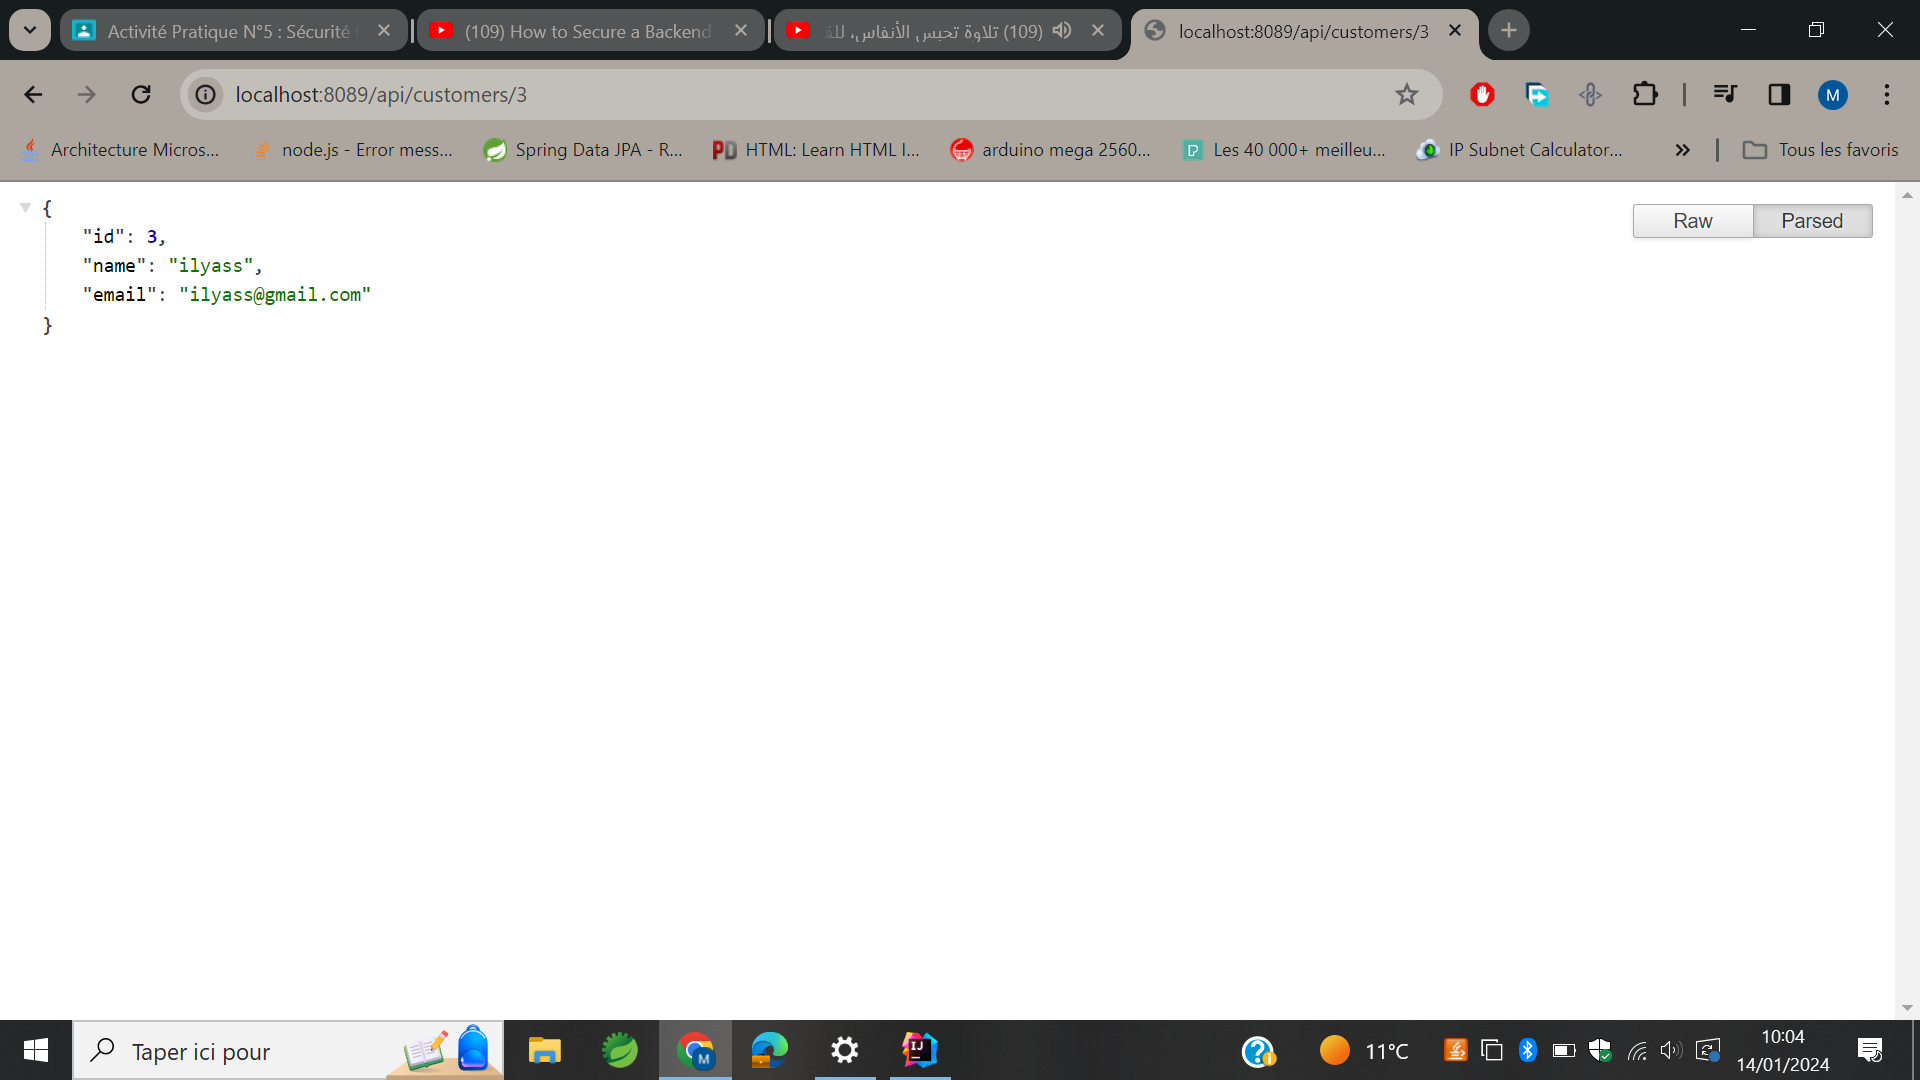 Activité Pratique N°5 : Sécurité
(109) How to Secure a Backend
(109) تلاوة تحبس الأنفاس، للق
localhost:8089/api/customers/3
localhost:8089/api/customers/3
Architecture Micros...
node.js - Error mess...
Spring Data JPA - R...
HTML: Learn HTML I...
arduino mega 2560...
Les 40 000+ meilleu...
IP Subnet Calculator...
Tous les favoris
Raw
Parsed
{
"id": 3,
"name": "ilyass",
"email": "ilyass@gmail.com"
}
Taper ici pour
11°C
10:04
14/01/2024